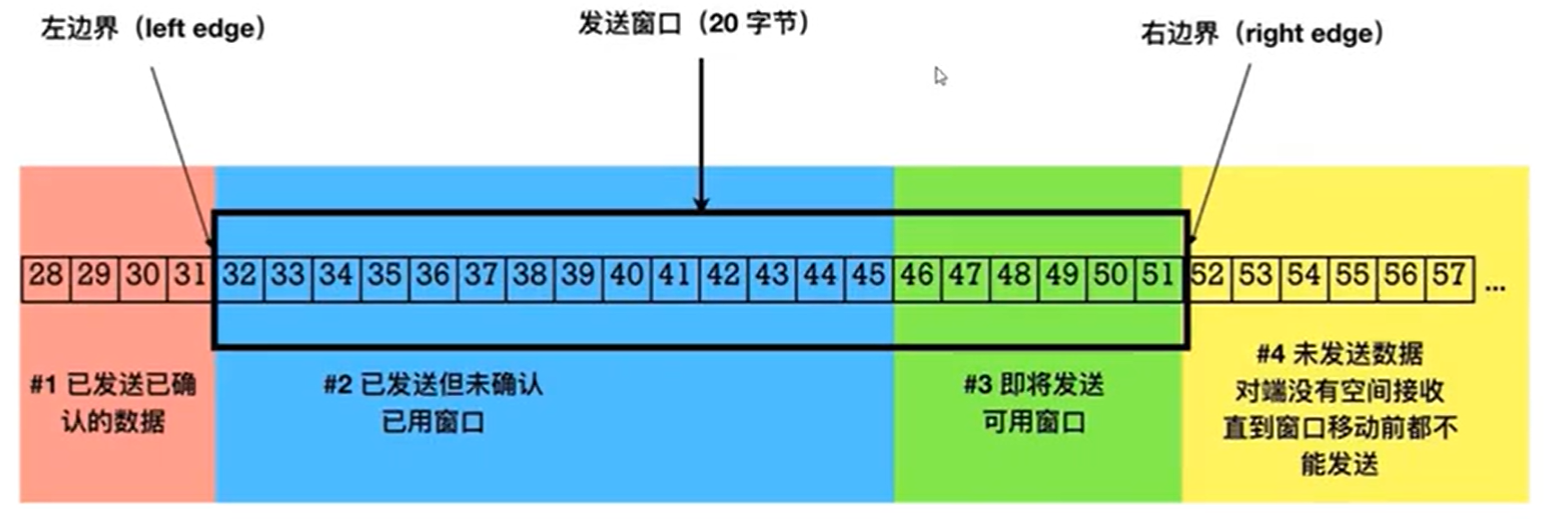 左边界（left edge）
发送窗口（20 字节）
右边界（right edge）
28 29 30 31 32 33 34 35 36 37 38 39 40 41 42 43 44 45 46 47 48 49 50 51 52 53 54 55 56 57 ...
#1 已发送已确
认的数据
#2 已发送但未确认
已用窗口
#3 即将发送
可用窗口
#4 未发送数据
对端没有空间接收
直到窗口移动前都不
能发送